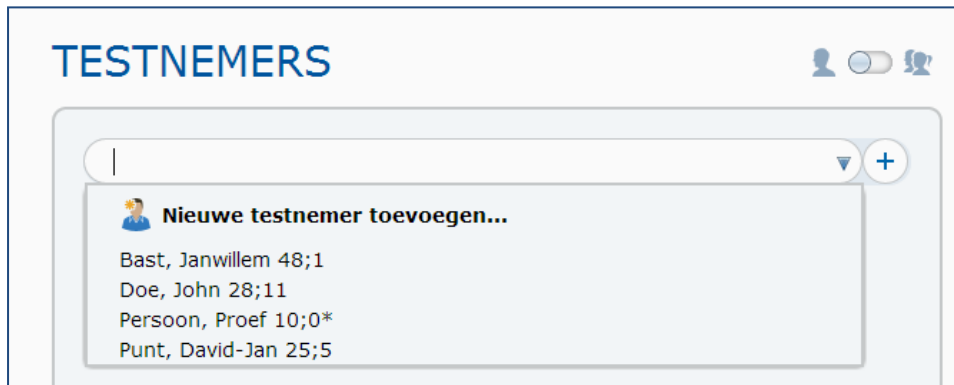 TESTNEMERS
Nieuwe testnemer toevoegen...
Bast, Janwillem 48;1
Doe, John 28;11
Persoon, Proef 10;0*
Punt, David-Jan 25;5